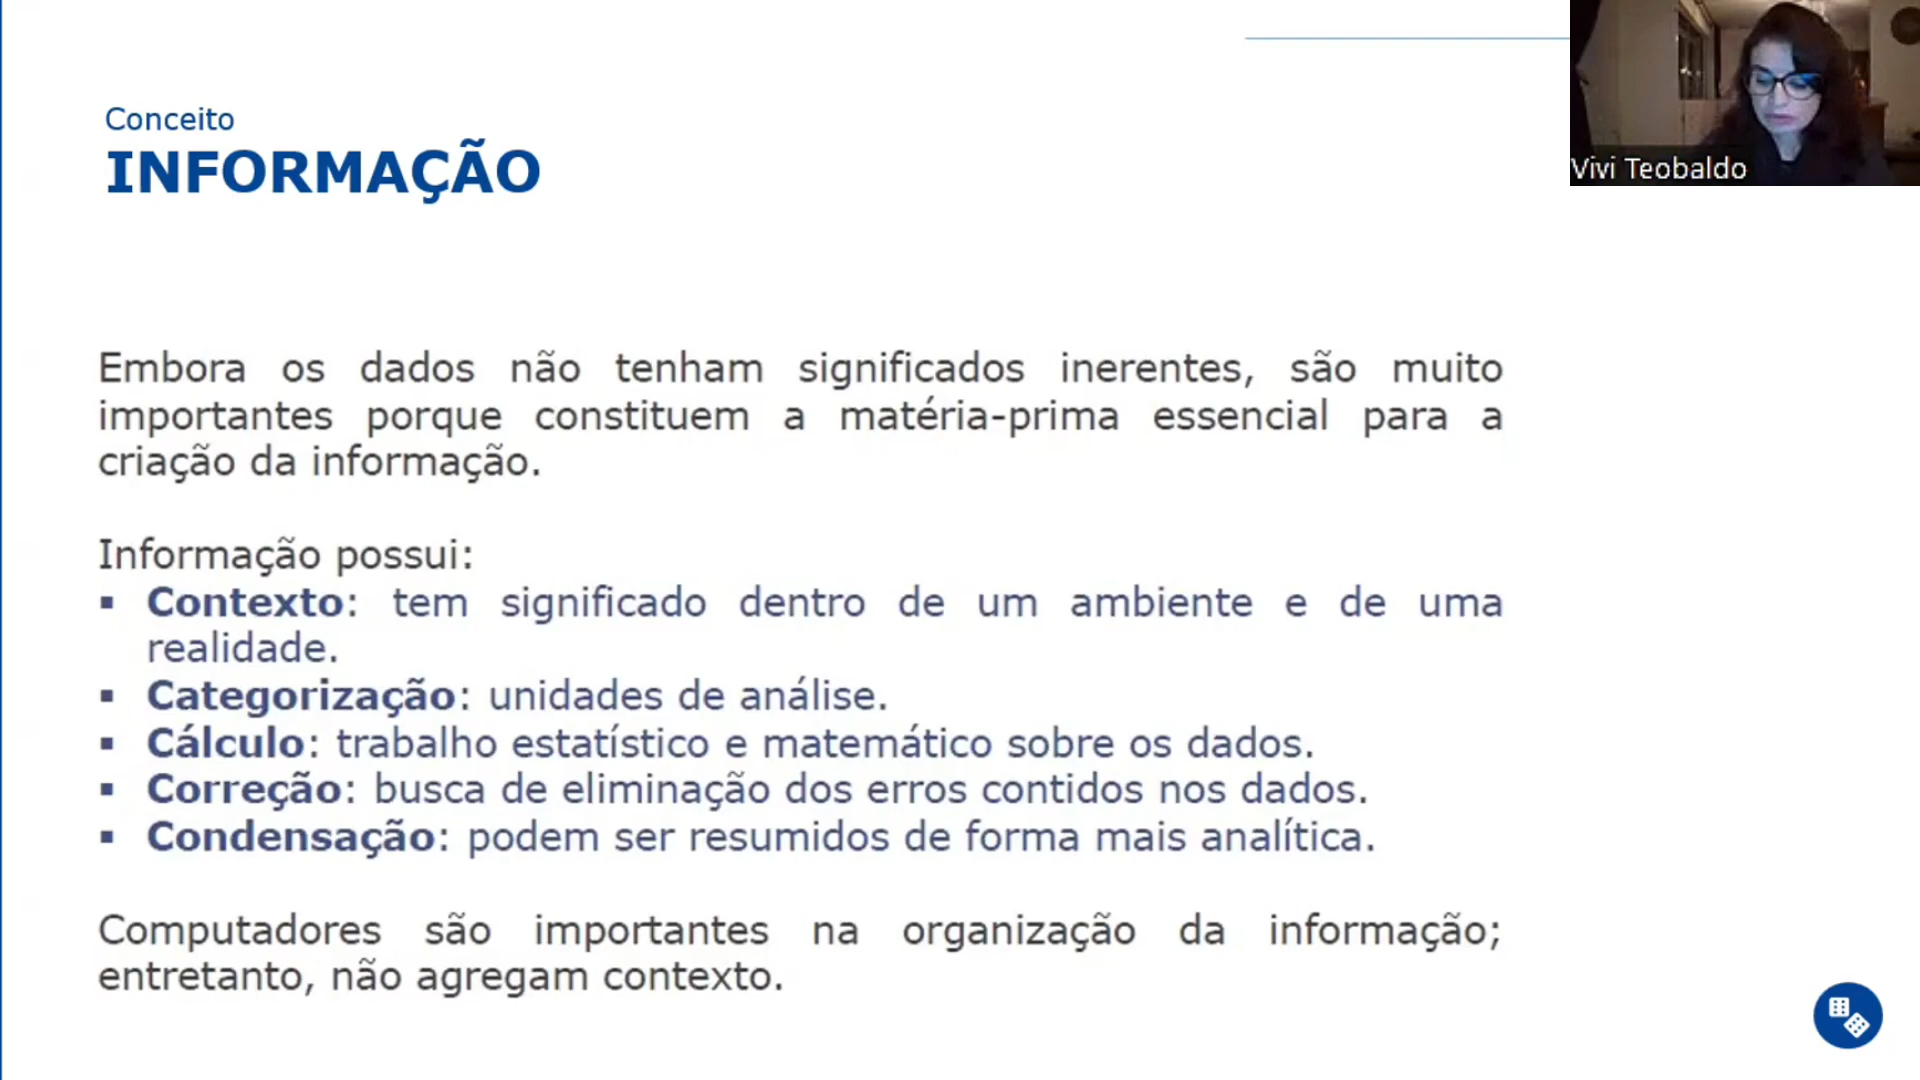 Conceito
INFORMAÇÃO
Vivi Teobaldo
Embora os dados não tenham significados inerentes, são muito
importantes porque constituem a matéria-prima essencial para a
criação da informação.
Informação possui:
▪ Contexto: tem significado dentro de um ambiente e de uma
realidade.
▪ Categorização: unidades de análise.
▪ Cálculo: trabalho estatístico e matemático sobre os dados.
▪ Correção: busca de eliminação dos erros contidos nos dados.
▪ Condensação: podem ser resumidos de forma mais analítica.
Computadores são importantes na organização da informação;
entretanto, não agregam contexto.